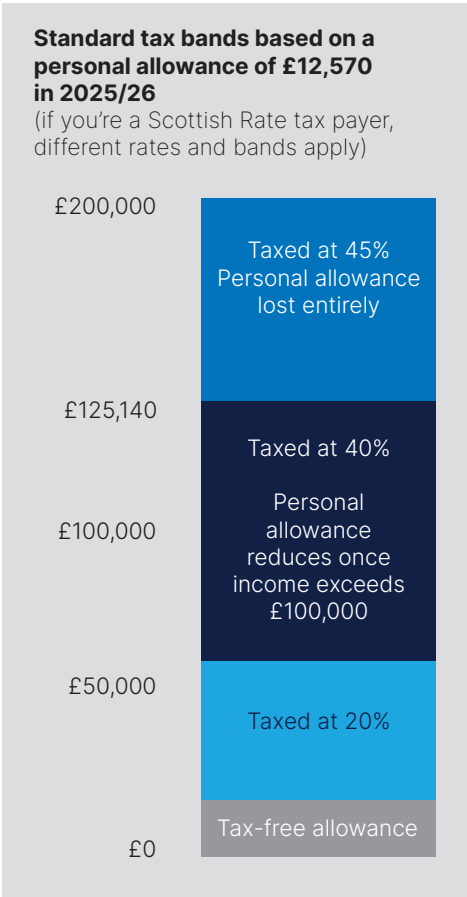 Standard tax bands based on a
personal allowance of £12,570
in 2025/26
(if you’re a Scottish Rate tax payer,
different rates and bands apply)
£200,000
Taxed at 45%
Personal allowance
lost entirely
£125,140
Taxed at 40%
Personal
allowance
reduces once
income exceeds
£100,000
£100,000
£50,000
Taxed at 20%
Tax-free allowance
£0